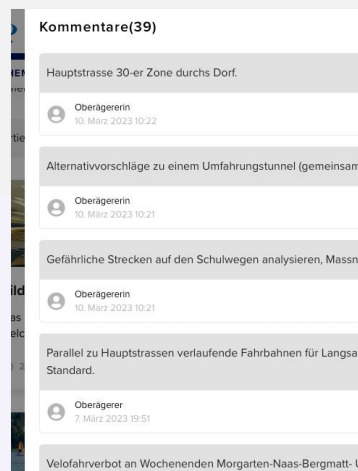 Kommentare(39)
Hauptstrasse 30-er Zone durchs Dorf.
Oberägererin
10. März 2023 10:22
Alternativvorschläge zu einem Umfahrungstunnel (gemeinsam
Oberägererin
10. März 2023 10:21
Gefährliche Strecken auf den Schulwegen analysieren, Massn
Oberägererin
10. März 2023 10:21
Parallel zu Hauptstrassen verlaufende Fahrbahnen für Langsa
Standard.
Oberägerer
7. März 2023 19:51
Velofahrverbot an Wochenenden Morgarten-Naas-Bergmatt-